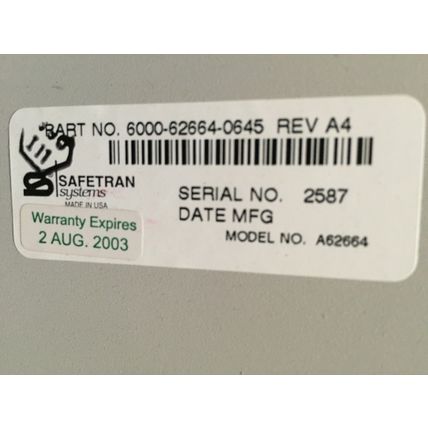 PART NO. 6000-62664-0645 REV A4
SAFETRAN
systems
MADE IN USA
SERIAL NO. 2587
DATE MFG
MODEL NO. A62664
Warranty Expires
2 AUG. 2003